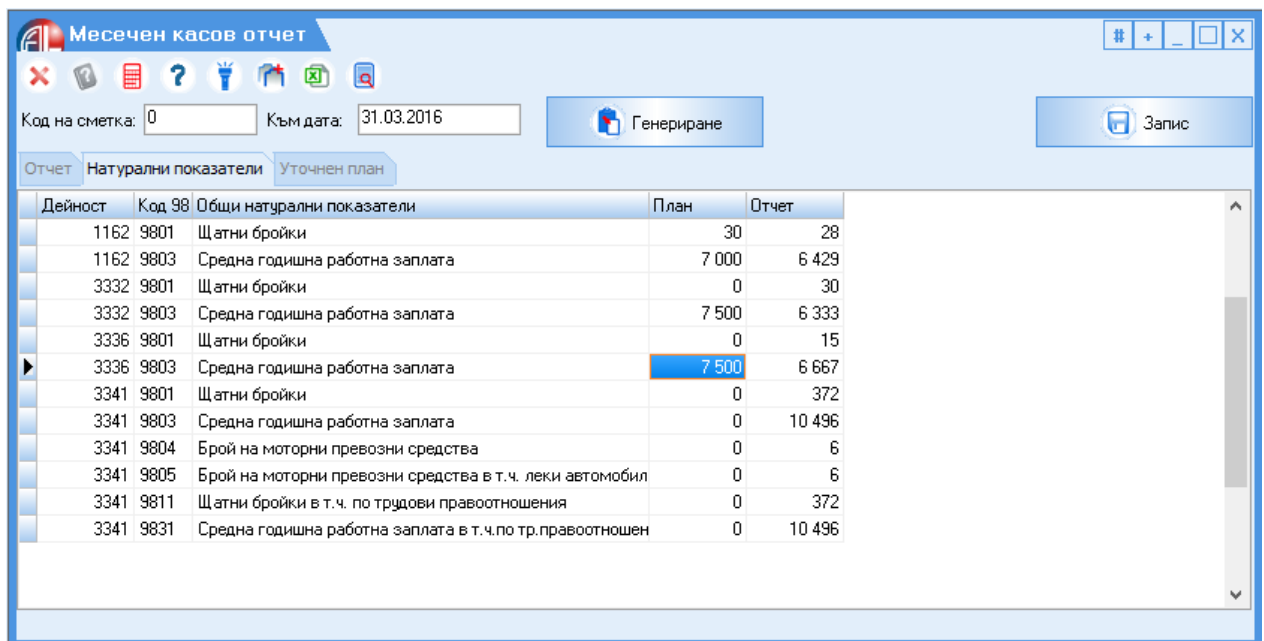 Месечен касов отчет
# + _ X
Код на сметка: 0 Към дата: 31.03.2016 Генериране Запис
Отчет Натурални показатели Уточнен план
Дейност Код 98 Общи натурални показатели План Отчет
1162 9801 Щатни бройки 30 28
1162 9803 Средна годишна работна заплата 7 000 6 429
3332 9801 Щатни бройки 0 30
3332 9803 Средна годишна работна заплата 7 500 6 333
3336 9801 Щатни бройки 0 15
3336 9803 Средна годишна работна заплата 7 500 6 667
3341 9801 Щатни бройки 0 372
3341 9803 Средна годишна работна заплата 0 10 496
3341 9804 Брой на моторни превозни средства 0 6
3341 9805 Брой на моторни превозни средства в т.ч. леки автомобил 0 6
3341 9811 Щатни бройки в т.ч. по трудови правоотношения 0 372
3341 9831 Средна годишна работна заплата в т.ч.по тр.правоотношен 0 10 496